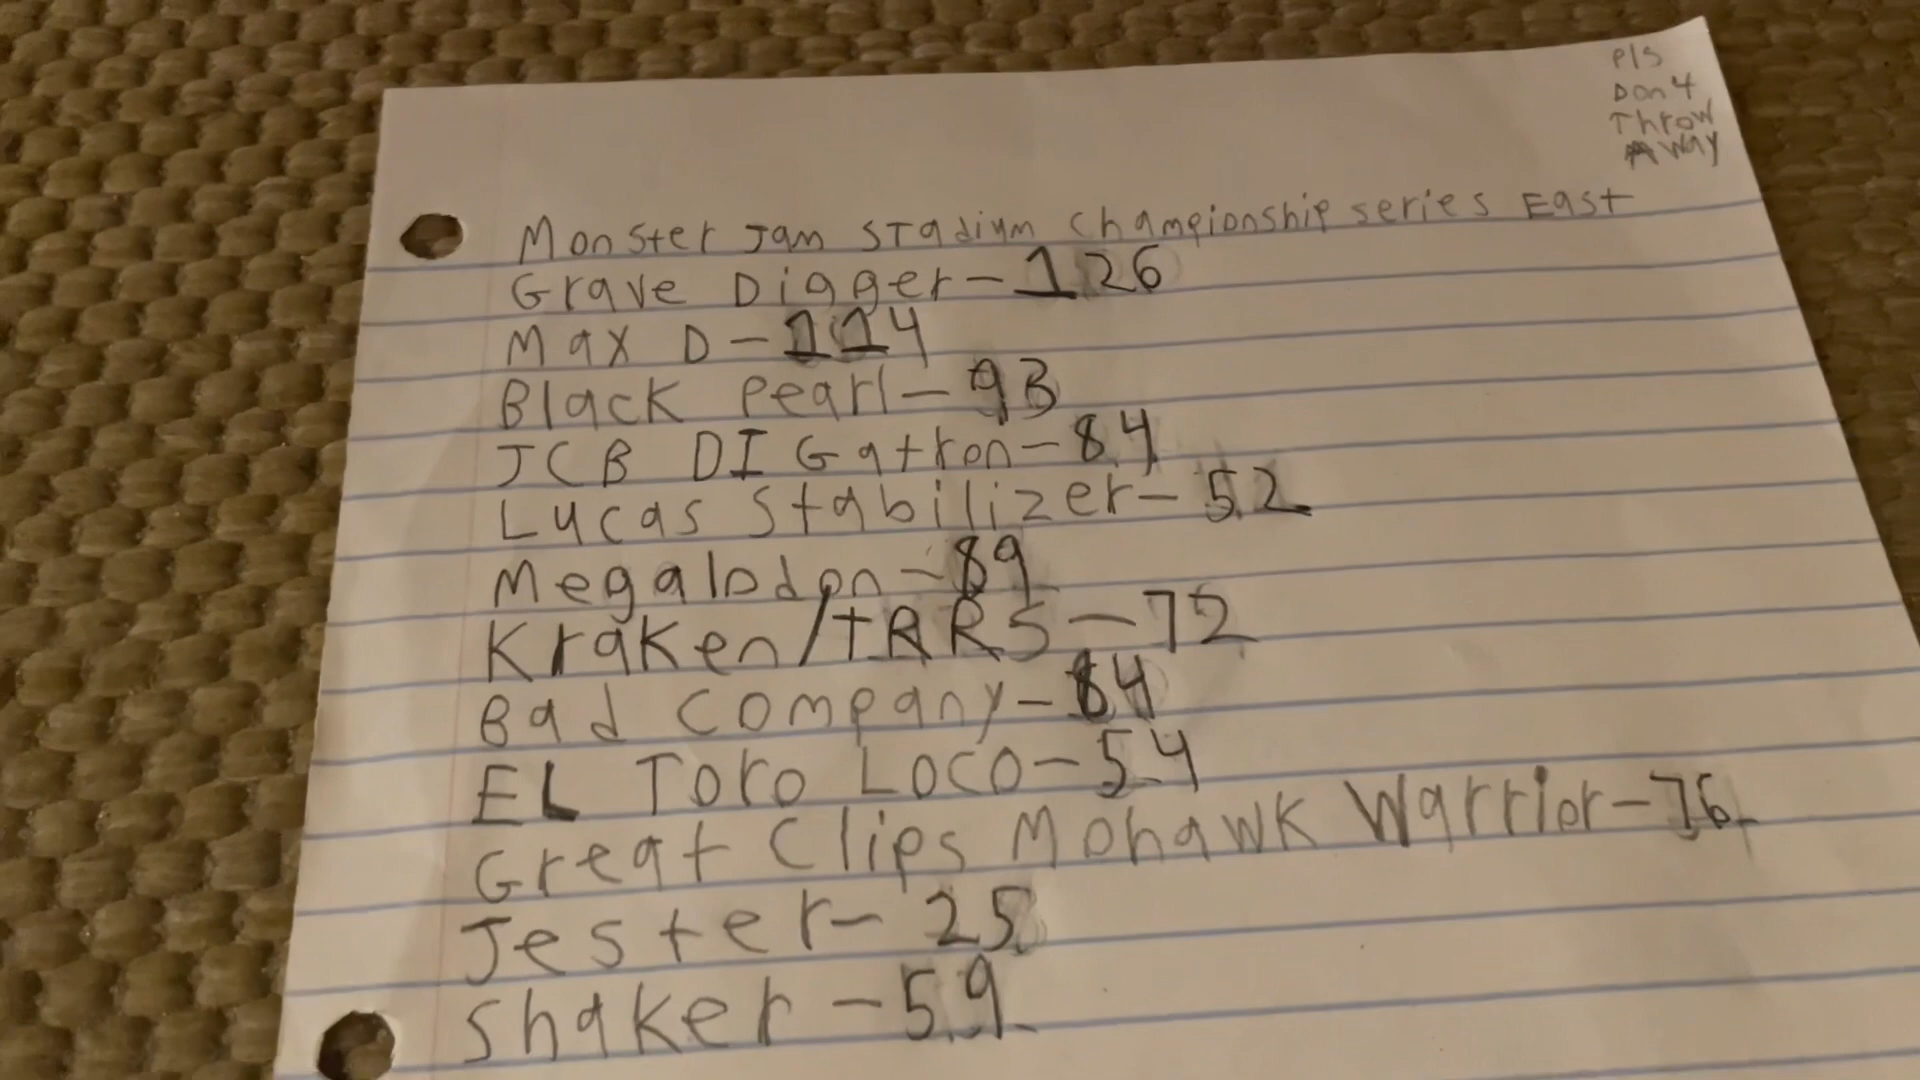 Pls
Don4
Throw
Away
Monster Jam Stadium Championship series East
Grave Digger-126
Max D-114
Black Pearl-93
JCB DIGatron-84
Lucas Stabilizer-52
Megalodon-89
Kraken/TRRS-72
Bad Company-84
EL Toro Loco-54
Great Clips Mohawk Warrior-76
Jester-25
Shaker-59